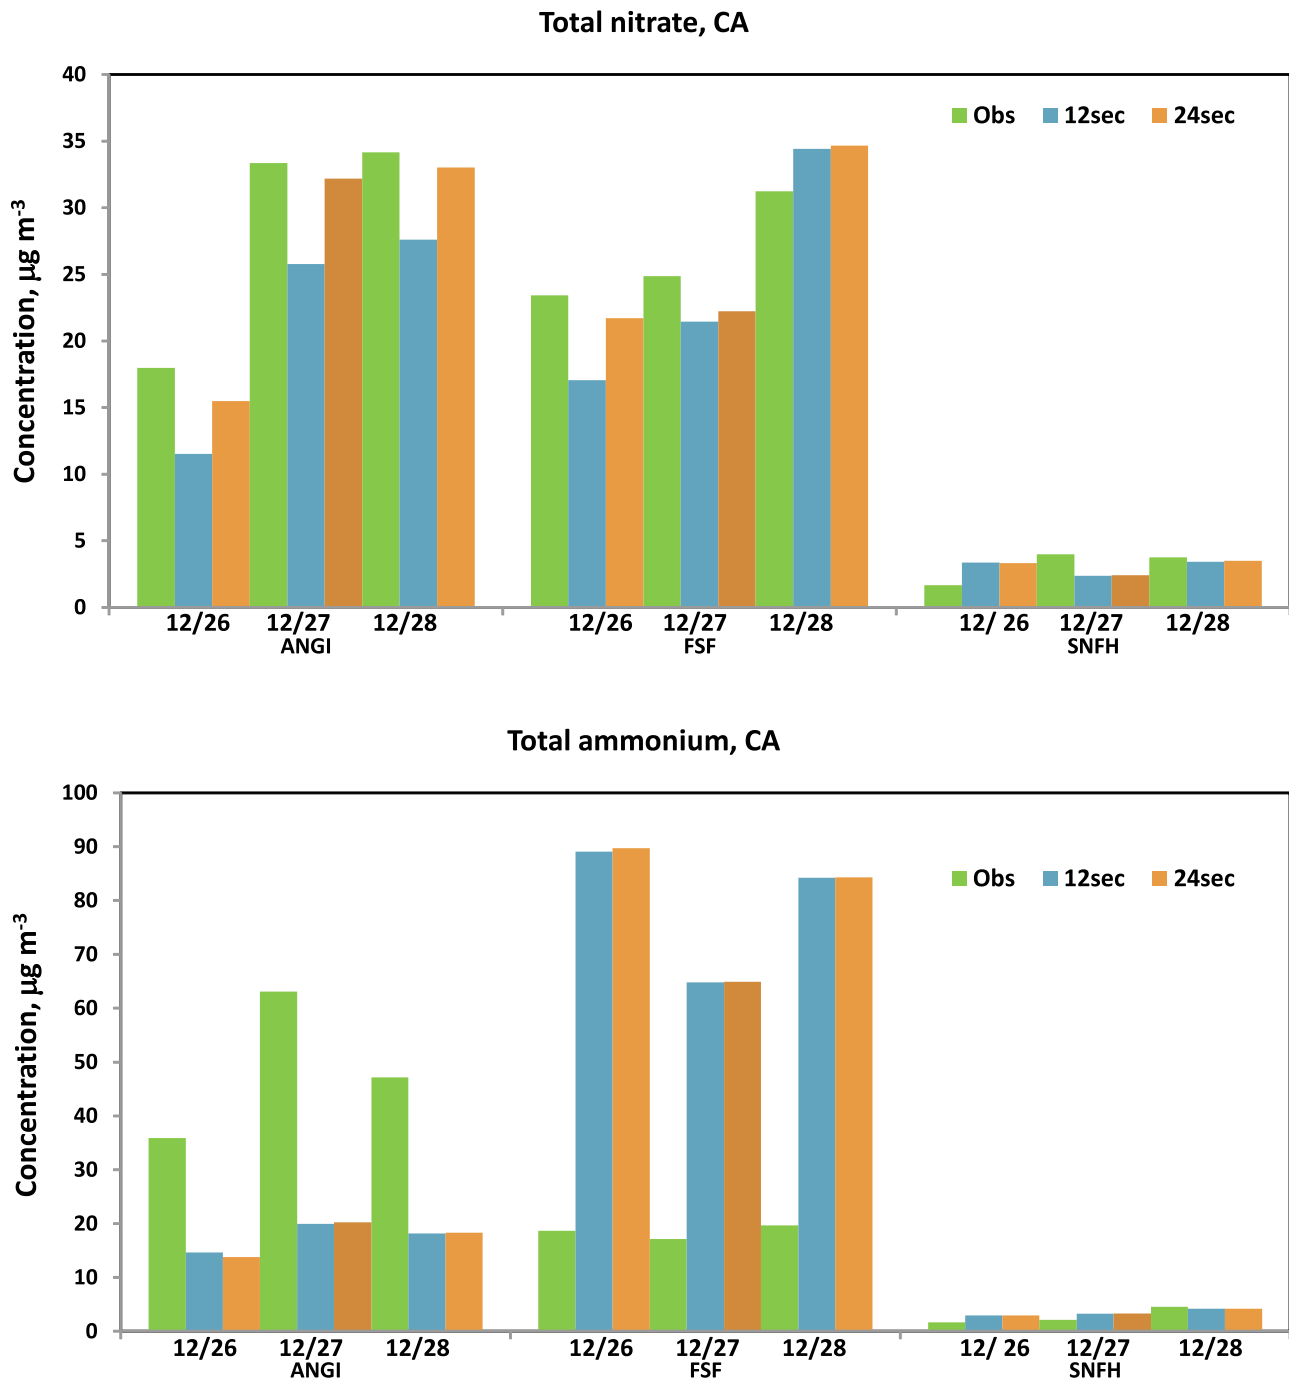 Total nitrate, CA
Concentration, µg m-3
40
35
30
25
20
15
10
5
0
Obs 12sec 24sec
12/26 12/27 12/28 12/26 12/27 12/28 12/ 26 12/27 12/28
ANGI FSF SNFH
Total ammonium, CA
Concentration, µg m-3
100
90
80
70
60
50
40
30
20
10
0
Obs 12sec 24sec
12/26 12/27 12/28 12/26 12/27 12/28 12/ 26 12/27 12/28
ANGI FSF SNFH